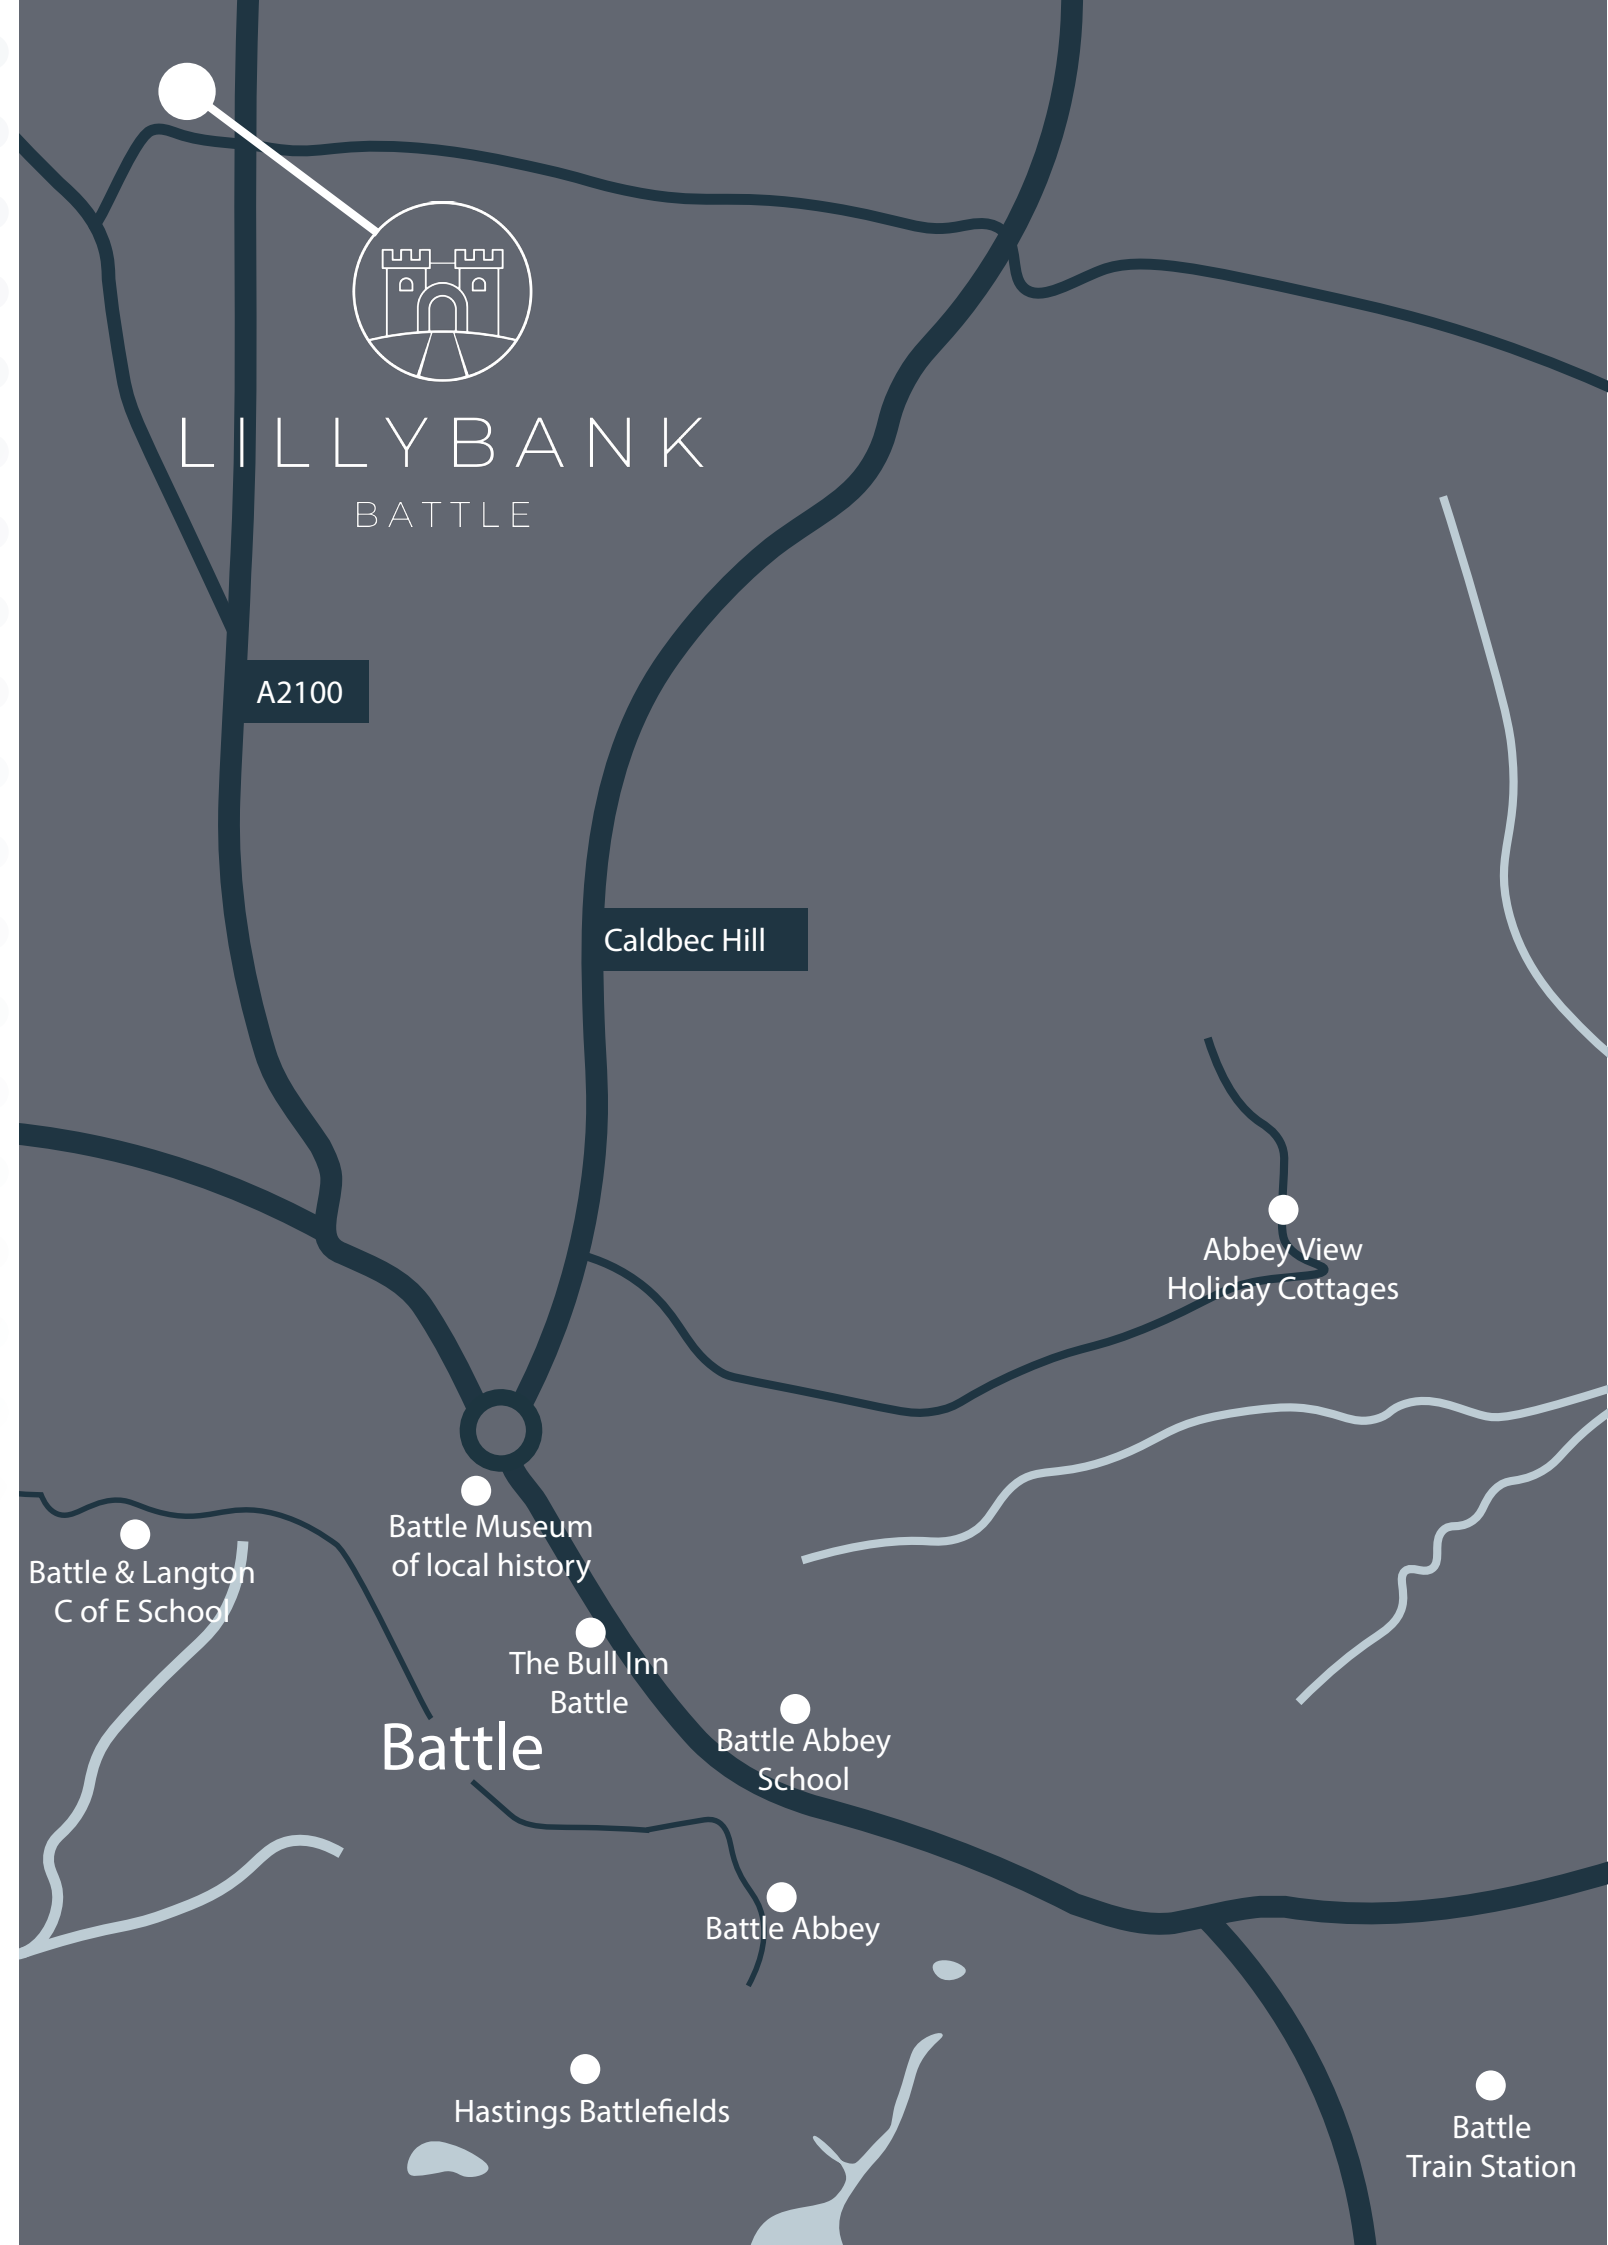 LILLYBANK
BATTLE
A2100
Caldbec Hill
Abbey View
Holiday Cottages
Battle Museum
of local history
Battle & Langton
C of E School
The Bull Inn
Battle
Battle Abbey
School
Battle
Battle Abbey
Hastings Battlefields
Battle
Train Station